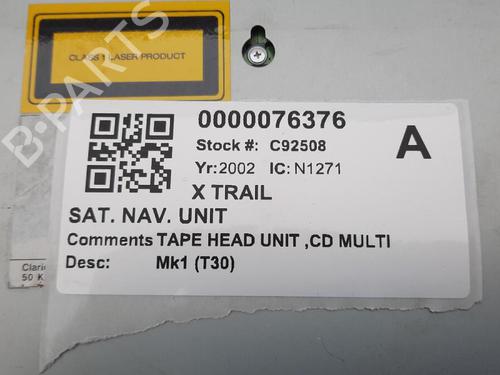 CLASS 1 LASER PRODUCT
B-PARTS
0000076376
Stock #: C92508
A
Yr:2002 IC:N1271
X TRAIL
SAT. NAV. UNIT
Comments TAPE HEAD UNIT ,CD MULTI
Desc: Mk1 (T30)
50 K